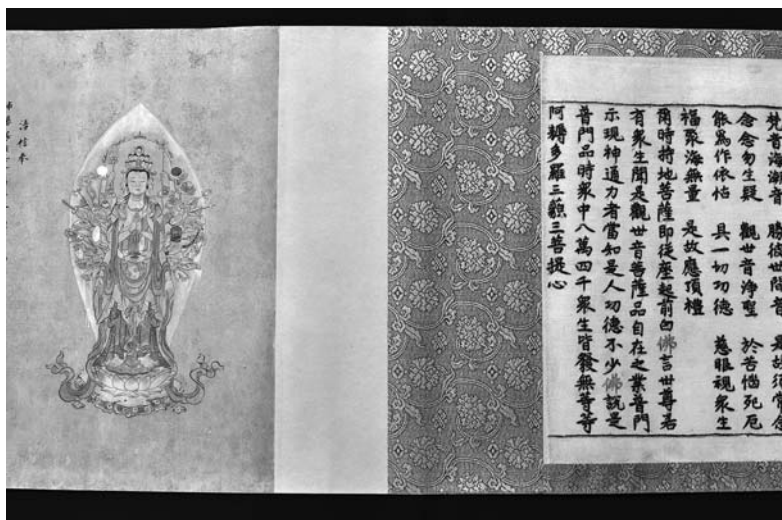 梵音海潮音 勝彼世間音 是故須常念
念念勿生疑 觀世音淨聖 於苦惱死厄
能爲作依怙 具一切功德 慈眼視衆生
福聚海無量 是故應頂禮
爾時持地菩薩即從座起前白佛言世尊若
有衆生聞是觀世音菩薩品自在之業普門
示現神通力者當知是人功德不少佛說是
普門品時衆中八萬四千衆生皆發無等等
阿耨多羅三藐三菩提心